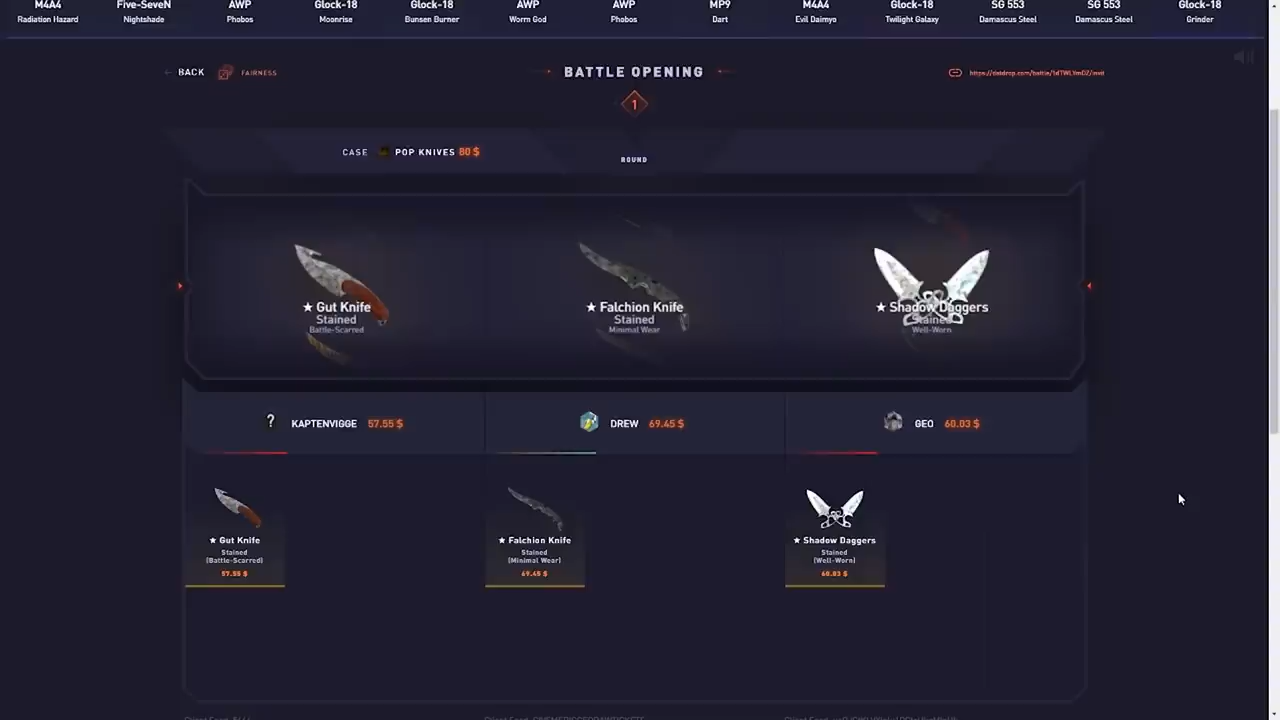 M4A4 Five-SeveN AWP Glock-18 Glock-18 AWP AWP MP9 M4A4 Glock-18 SG 553 SG 553 Glock-18
Radiation Hazard Nightshade Phobos Moonrise Bunsen Burner Worm God Phobos Dart Evil Daimyo Twilight Galaxy Damascus Steel Damascus Steel Grinder
← BACK FAIRNESS BATTLE OPENING
1
CASE POP KNIVES 80 $
ROUND
★ Gut Knife ★ Falchion Knife ★ Shadow Daggers
Stained Stained Stained
Battle-Scarred Minimal Wear Well-Worn
? KAPTENVIGGE 57.55 $ DREW 69.45 $ GEO 60.03 $
★ Gut Knife ★ Falchion Knife ★ Shadow Daggers
Stained Stained Stained
(Battle-Scarred) (Minimal Wear) (Well-Worn)
57.55 $ 69.45 $ 60.03 $